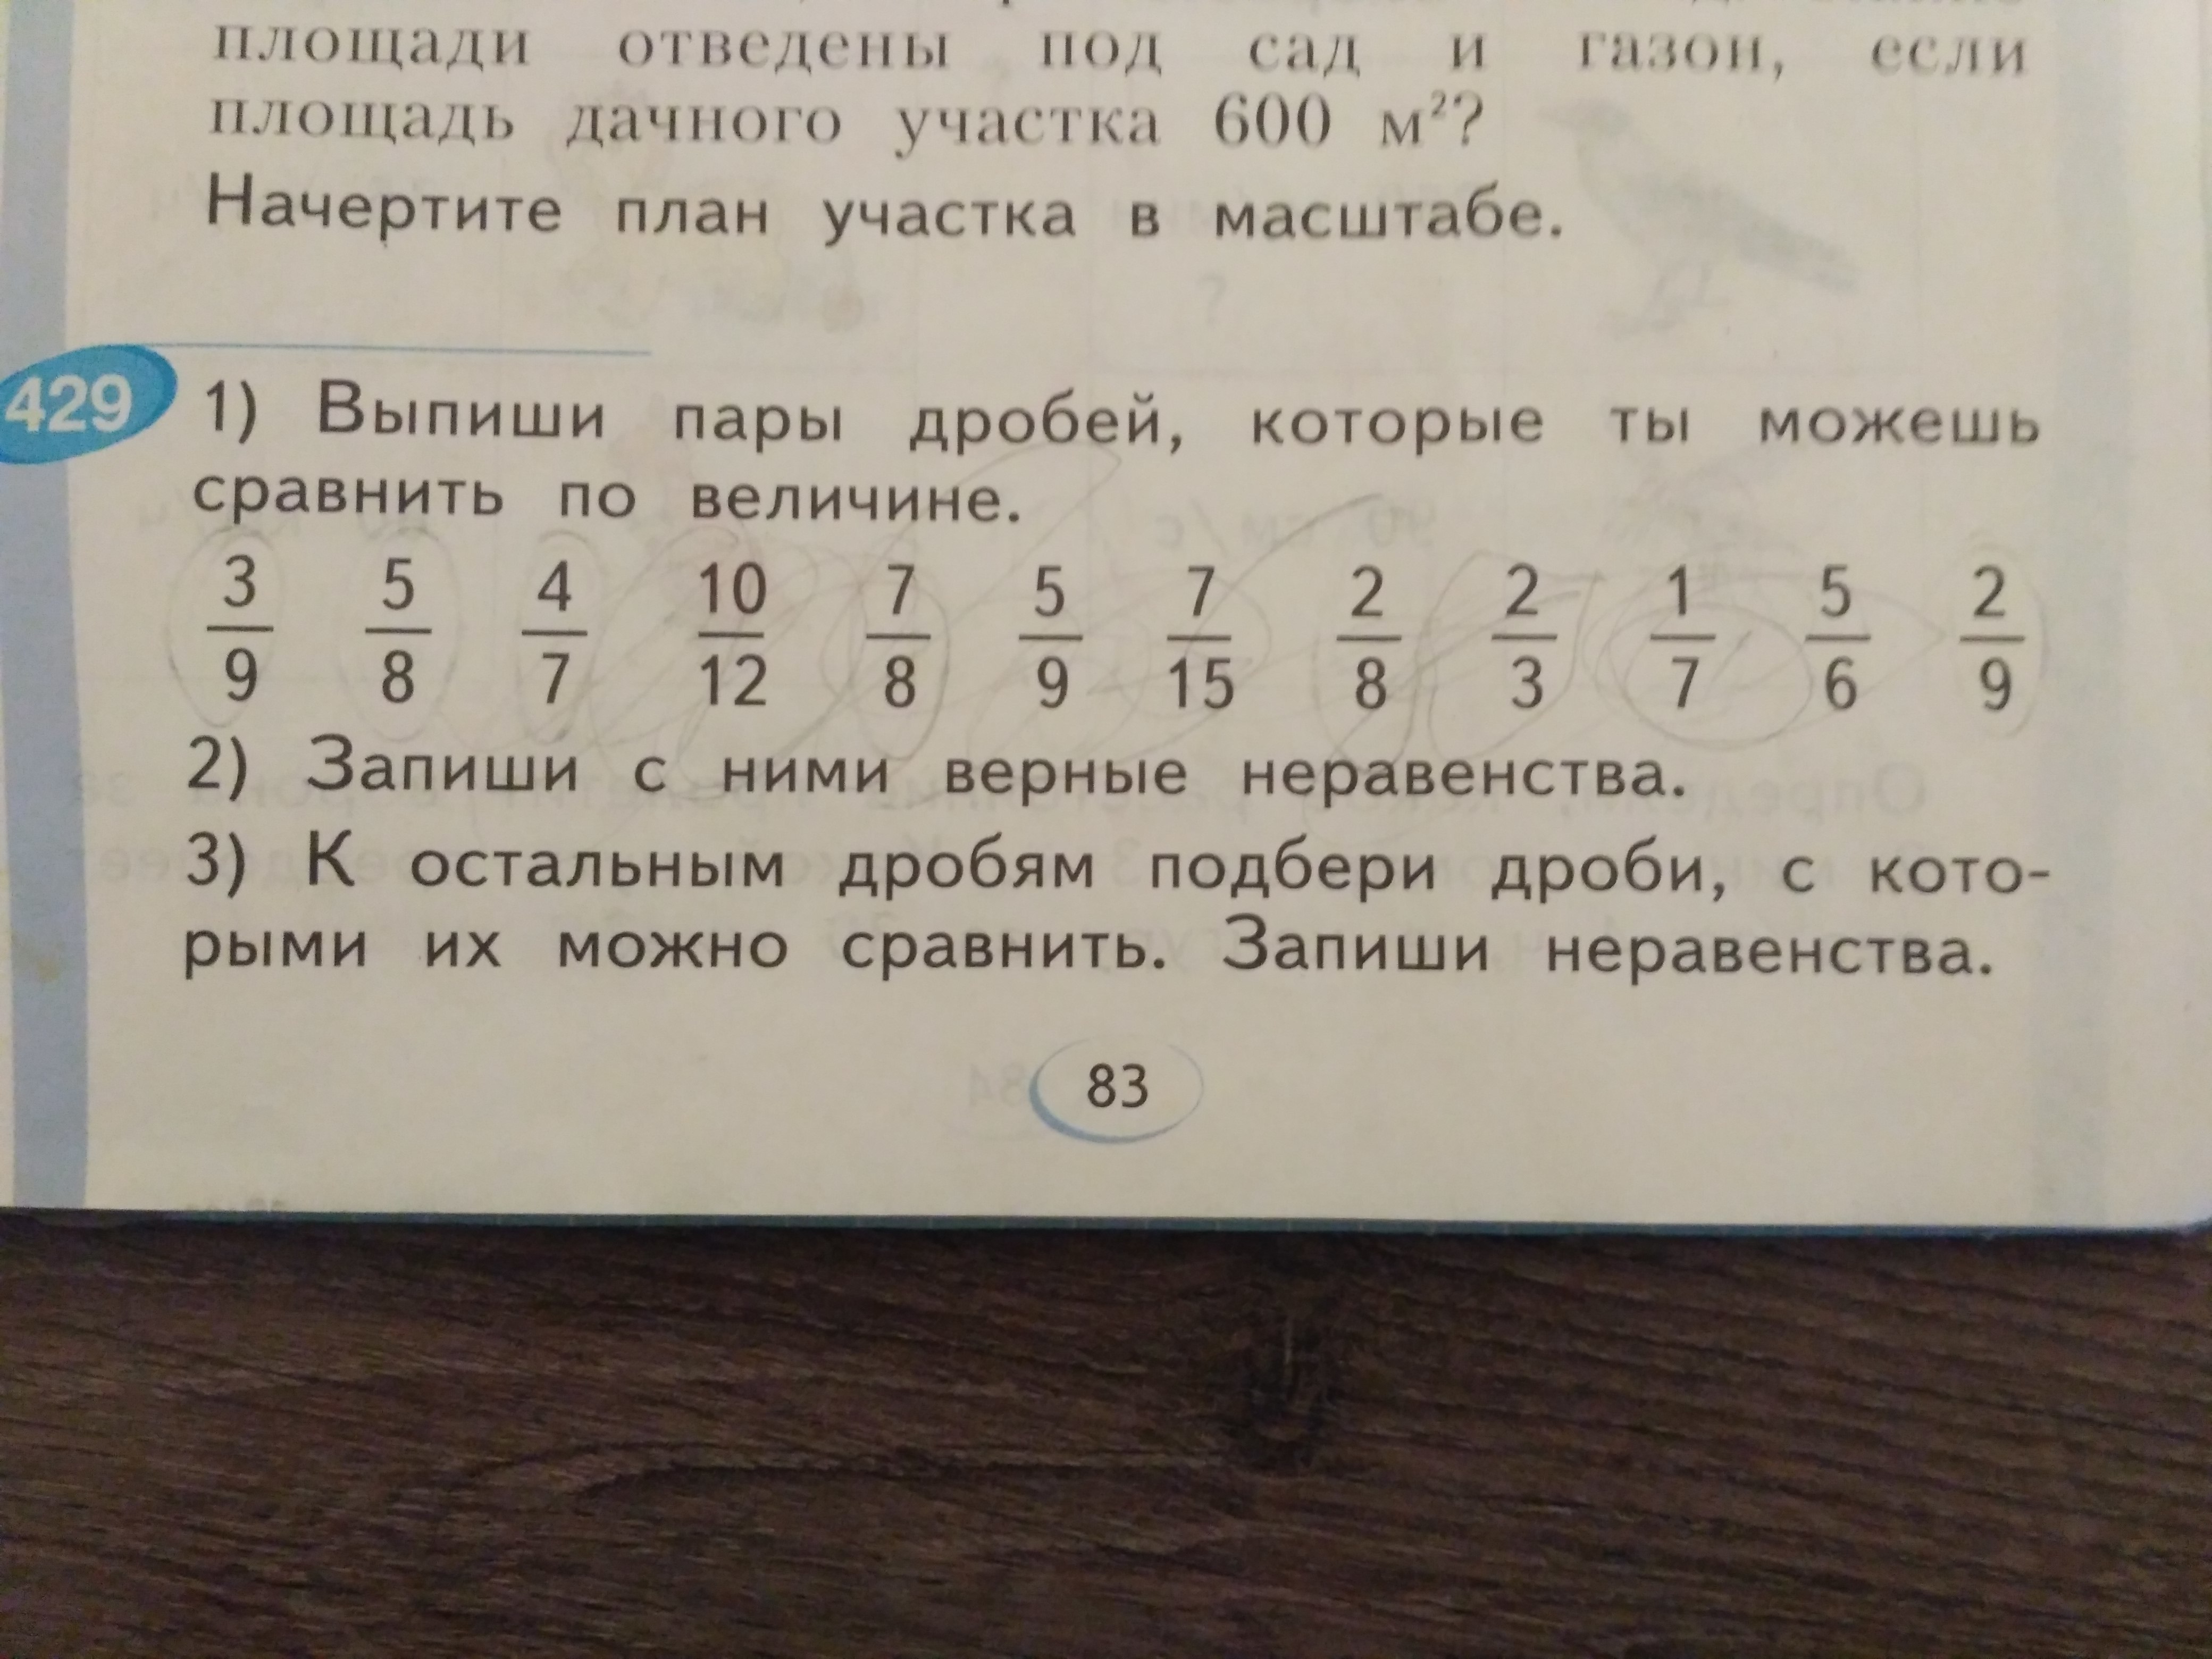 площади отведены под сад и газон, если
площадь дачного участка 600 м²?
Начертите план участка в масштабе.
429 1) Выпиши пары дробей, которые ты можешь
сравнить по величине.
3/9 5/8 4/7 10/12 7/8 5/9 7/15 2/8 2/3 1/7 5/6 2/9
2) Запиши с ними верные неравенства.
3) К остальным дробям подбери дроби, с кото-
рыми их можно сравнить. Запиши неравенства.
83